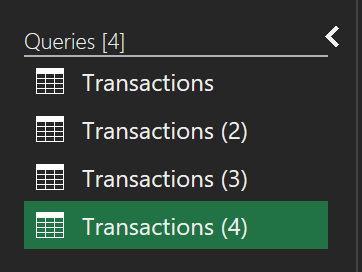 Queries [4]
Transactions
Transactions (2)
Transactions (3)
Transactions (4)